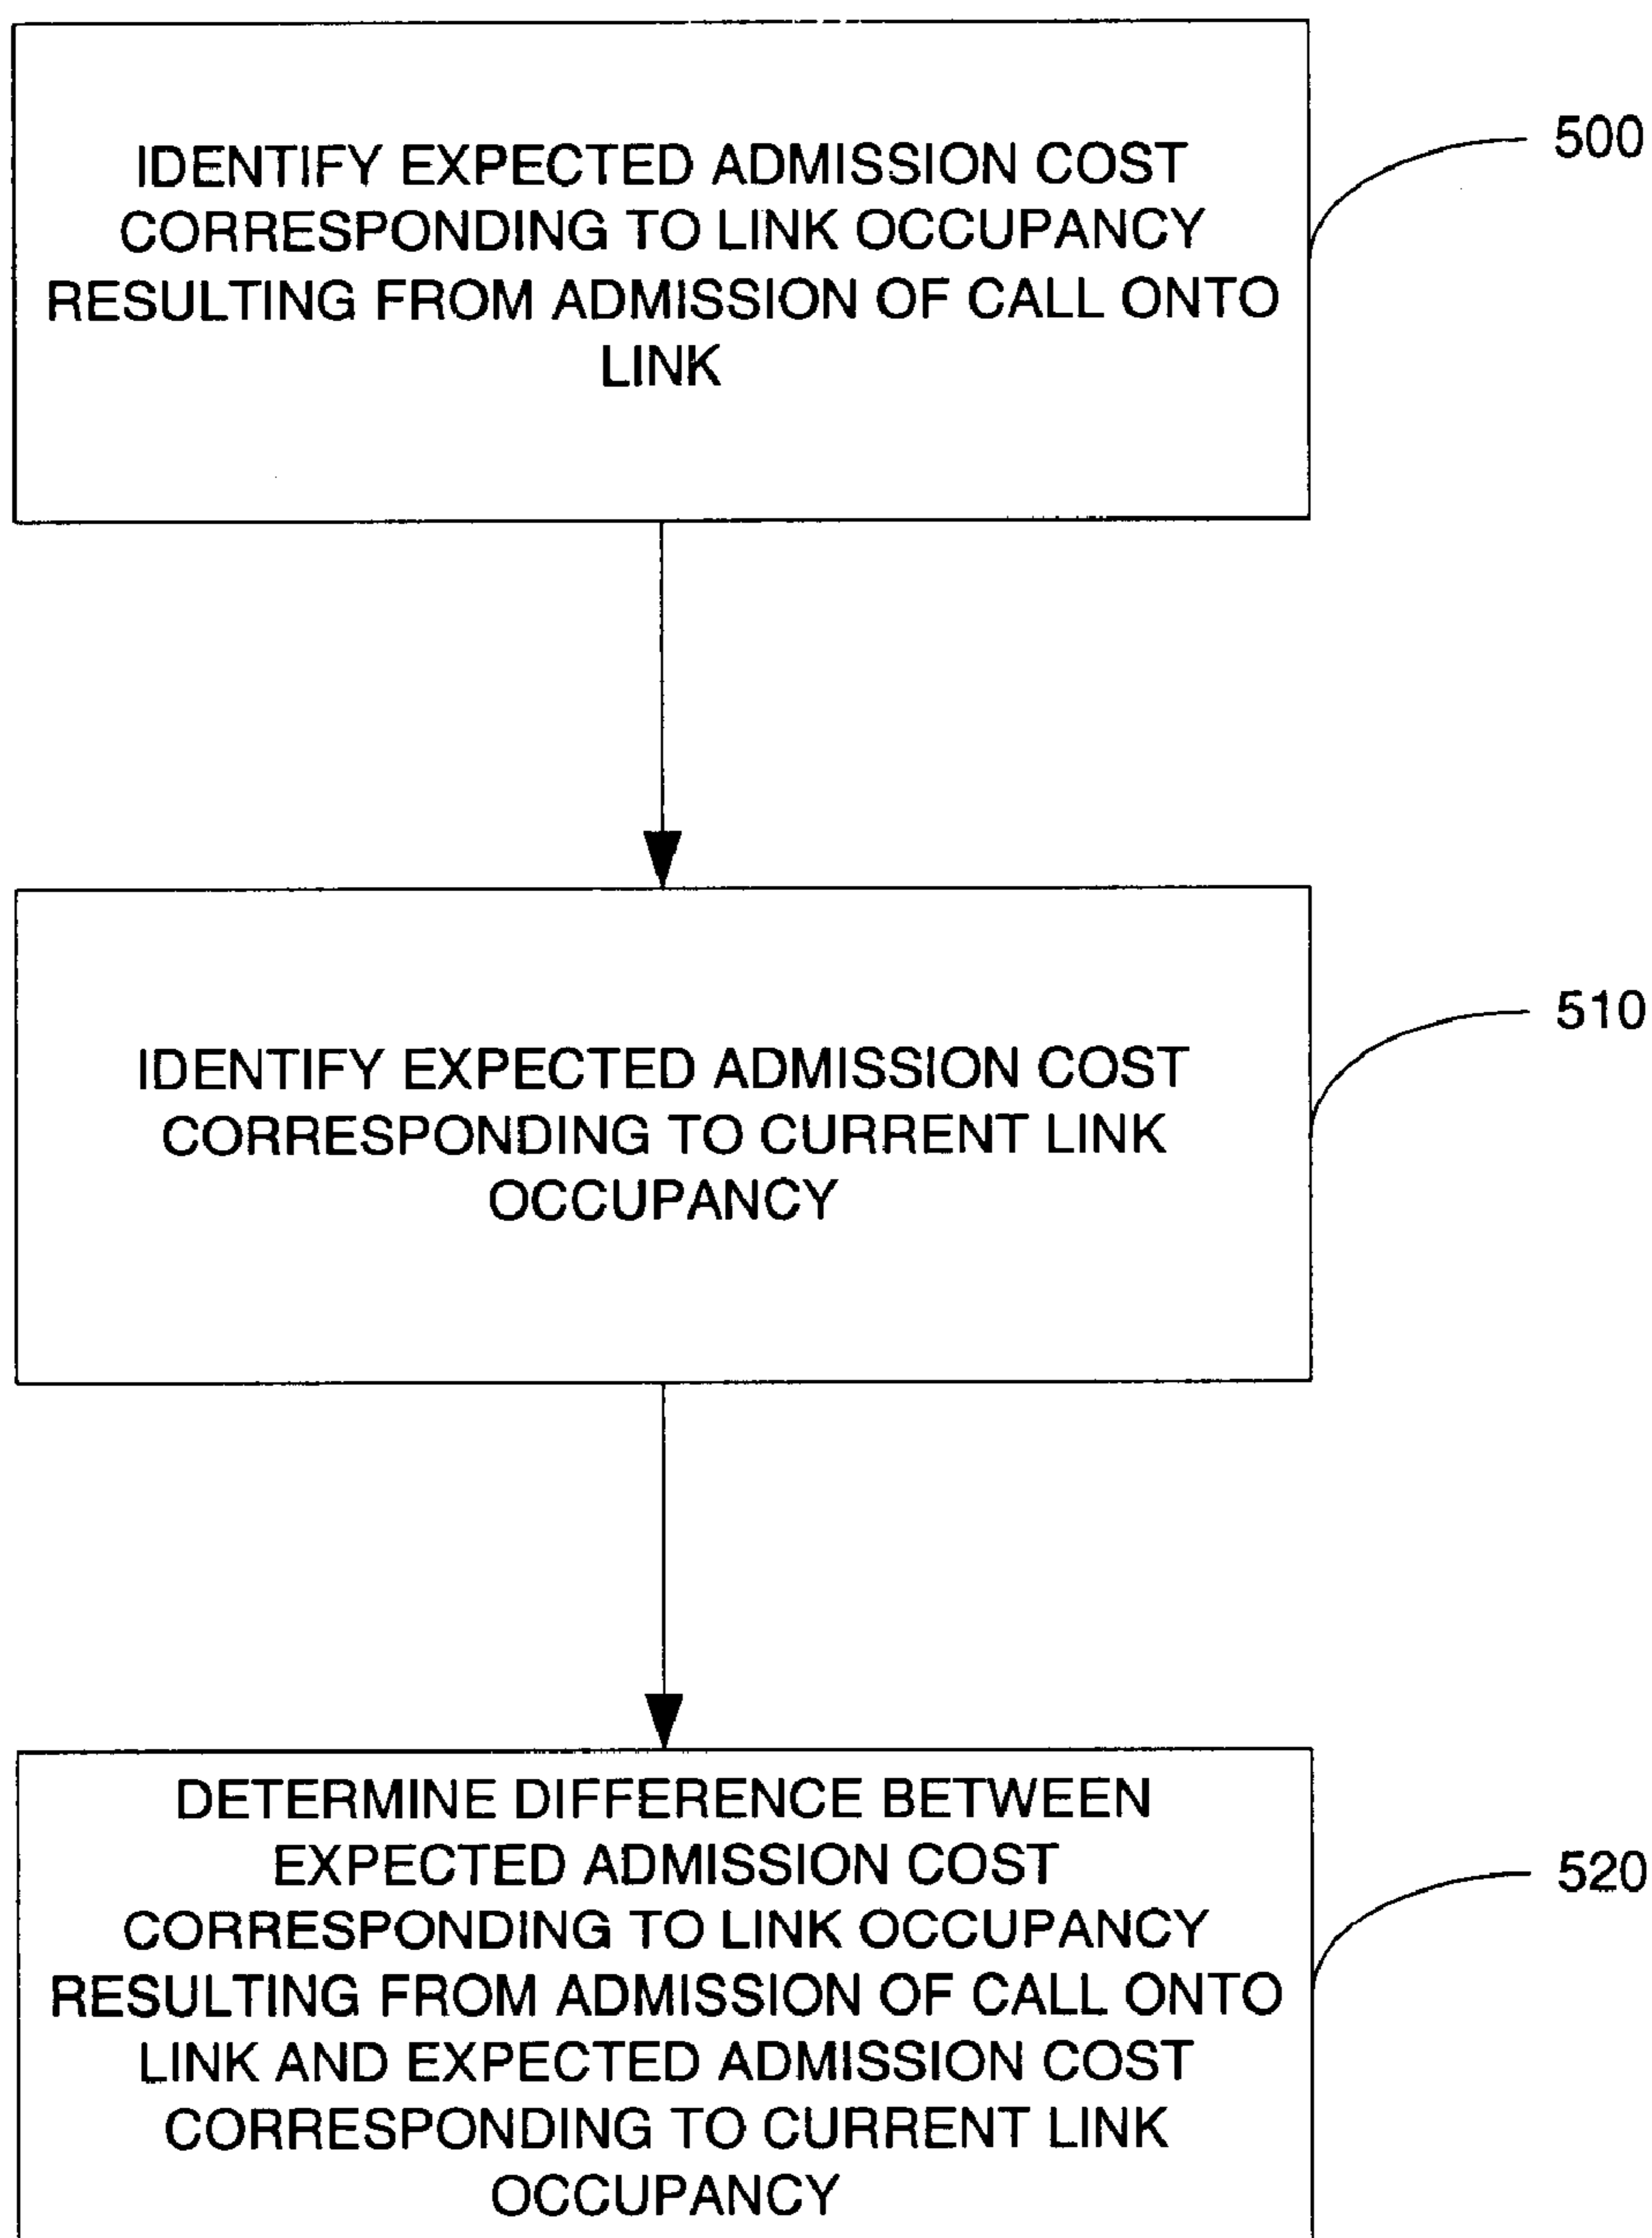 IDENTIFY EXPECTED ADMISSION COST
CORRESPONDING TO LINK OCCUPANCY
RESULTING FROM ADMISSION OF CALL ONTO
LINK
500
IDENTIFY EXPECTED ADMISSION COST
CORRESPONDING TO CURRENT LINK
OCCUPANCY
510
DETERMINE DIFFERENCE BETWEEN
EXPECTED ADMISSION COST
CORRESPONDING TO LINK OCCUPANCY
RESULTING FROM ADMISSION OF CALL ONTO
LINK AND EXPECTED ADMISSION COST
CORRESPONDING TO CURRENT LINK
OCCUPANCY
520